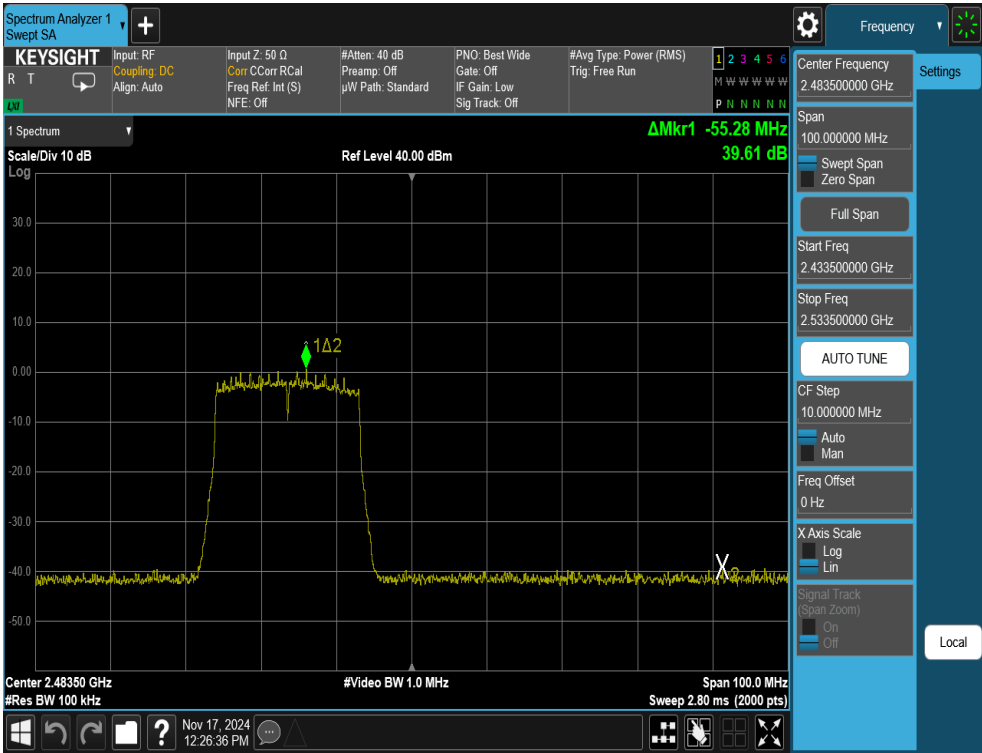 Spectrum Analyzer 1
Swept SA
+
Frequency
KEYSIGHT
R T
LXI
Input: RF
Coupling: DC
Align: Auto
Input Z: 50 Ω
Corr CCorr RCal
Freq Ref: Int (S)
NFE: Off
#Atten: 40 dB
Preamp: Off
µW Path: Standard
PNO: Best Wide
Gate: Off
IF Gain: Low
Sig Track: Off
#Avg Type: Power (RMS)
Trig: Free Run
1 2 3 4 5 6
M W W W W W
P N N N N N
1 Spectrum
ΔMkr1 -55.28 MHz
39.61 dB
Scale/Div 10 dB
Ref Level 40.00 dBm
Log
30.0
20.0
10.0
0.00
-10.0
-20.0
-30.0
-40.0
-50.0
1Δ2
X2
Center 2.48350 GHz
#Video BW 1.0 MHz
Span 100.0 MHz
#Res BW 100 kHz
Sweep 2.80 ms (2000 pts)
Center Frequency
2.483500000 GHz
Settings
Span
100.000000 MHz
Swept Span
Zero Span
Full Span
Start Freq
2.433500000 GHz
Stop Freq
2.533500000 GHz
AUTO TUNE
CF Step
10.000000 MHz
Auto
Man
Freq Offset
0 Hz
X Axis Scale
Log
Lin
Signal Track
(Span Zoom)
On
Off
Local
?
Nov 17, 2024
12:26:36 PM